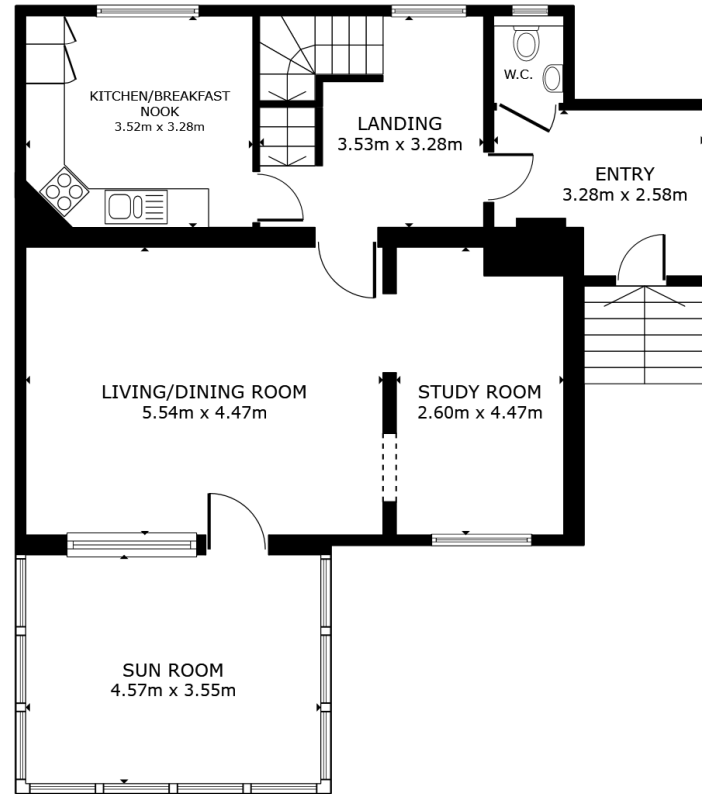 KITCHEN/BREAKFAST
NOOK
3.52m x 3.28m
LANDING
3.53m x 3.28m
W.C.
ENTRY
3.28m x 2.58m
LIVING/DINING ROOM
5.54m x 4.47m
STUDY ROOM
2.60m x 4.47m
SUN ROOM
4.57m x 3.55m